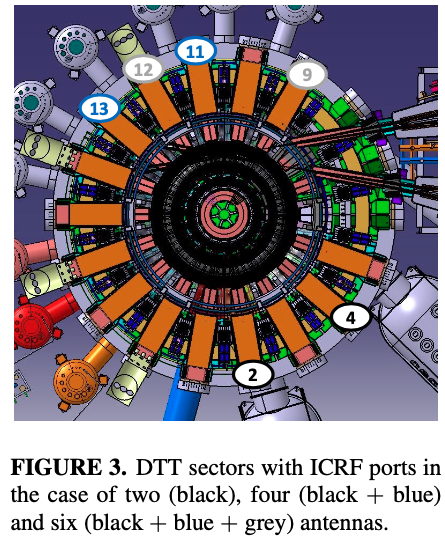 11
12
9
13
4
2
FIGURE 3. DTT sectors with ICRF ports in
the case of two (black), four (black + blue)
and six (black + blue + grey) antennas.